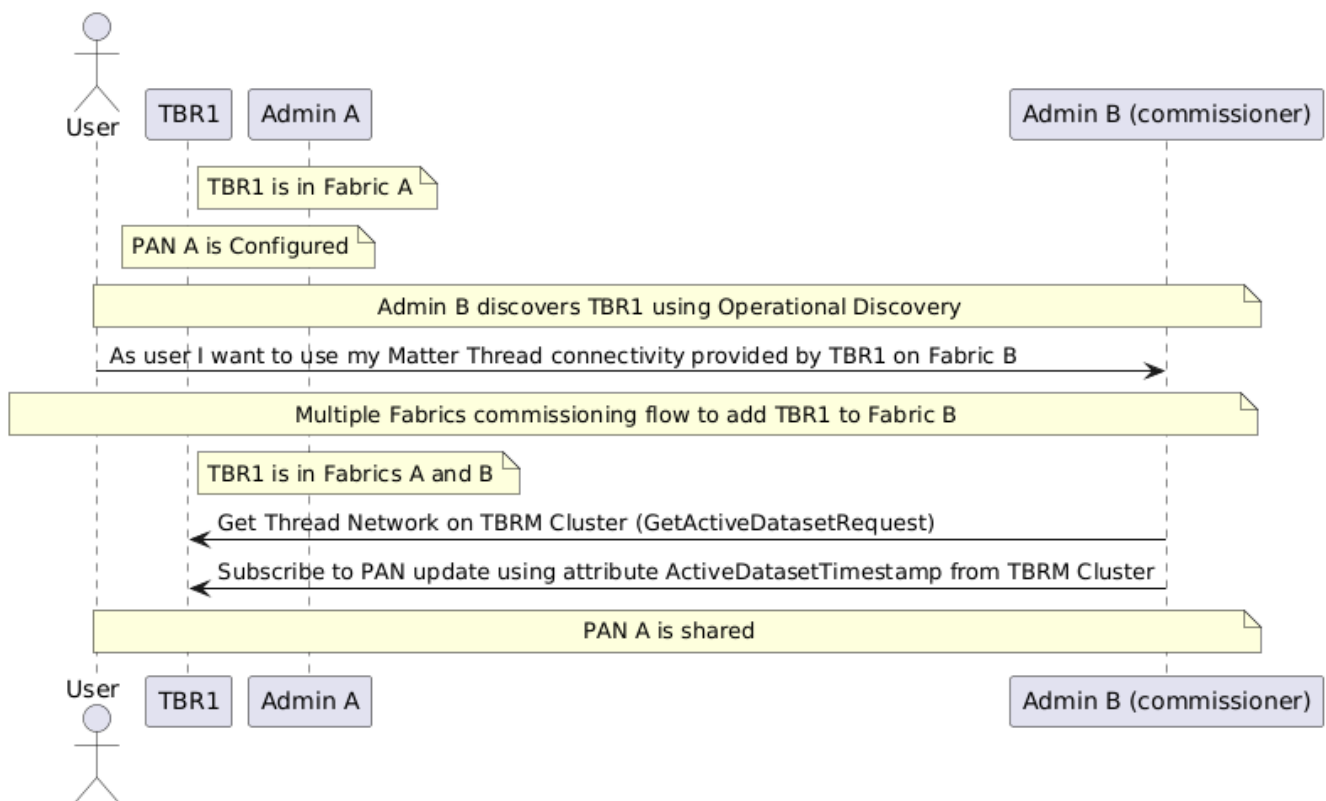 User
TBR1
Admin A
Admin B (commissioner)
TBR1 is in Fabric A
PAN A is Configured
Admin B discovers TBR1 using Operational Discovery
As user I want to use my Matter Thread connectivity provided by TBR1 on Fabric B
Multiple Fabrics commissioning flow to add TBR1 to Fabric B
TBR1 is in Fabrics A and B
Get Thread Network on TBRM Cluster (GetActiveDatasetRequest)
Subscribe to PAN update using attribute ActiveDatasetTimestamp from TBRM Cluster
PAN A is shared
User
TBR1
Admin A
Admin B (commissioner)